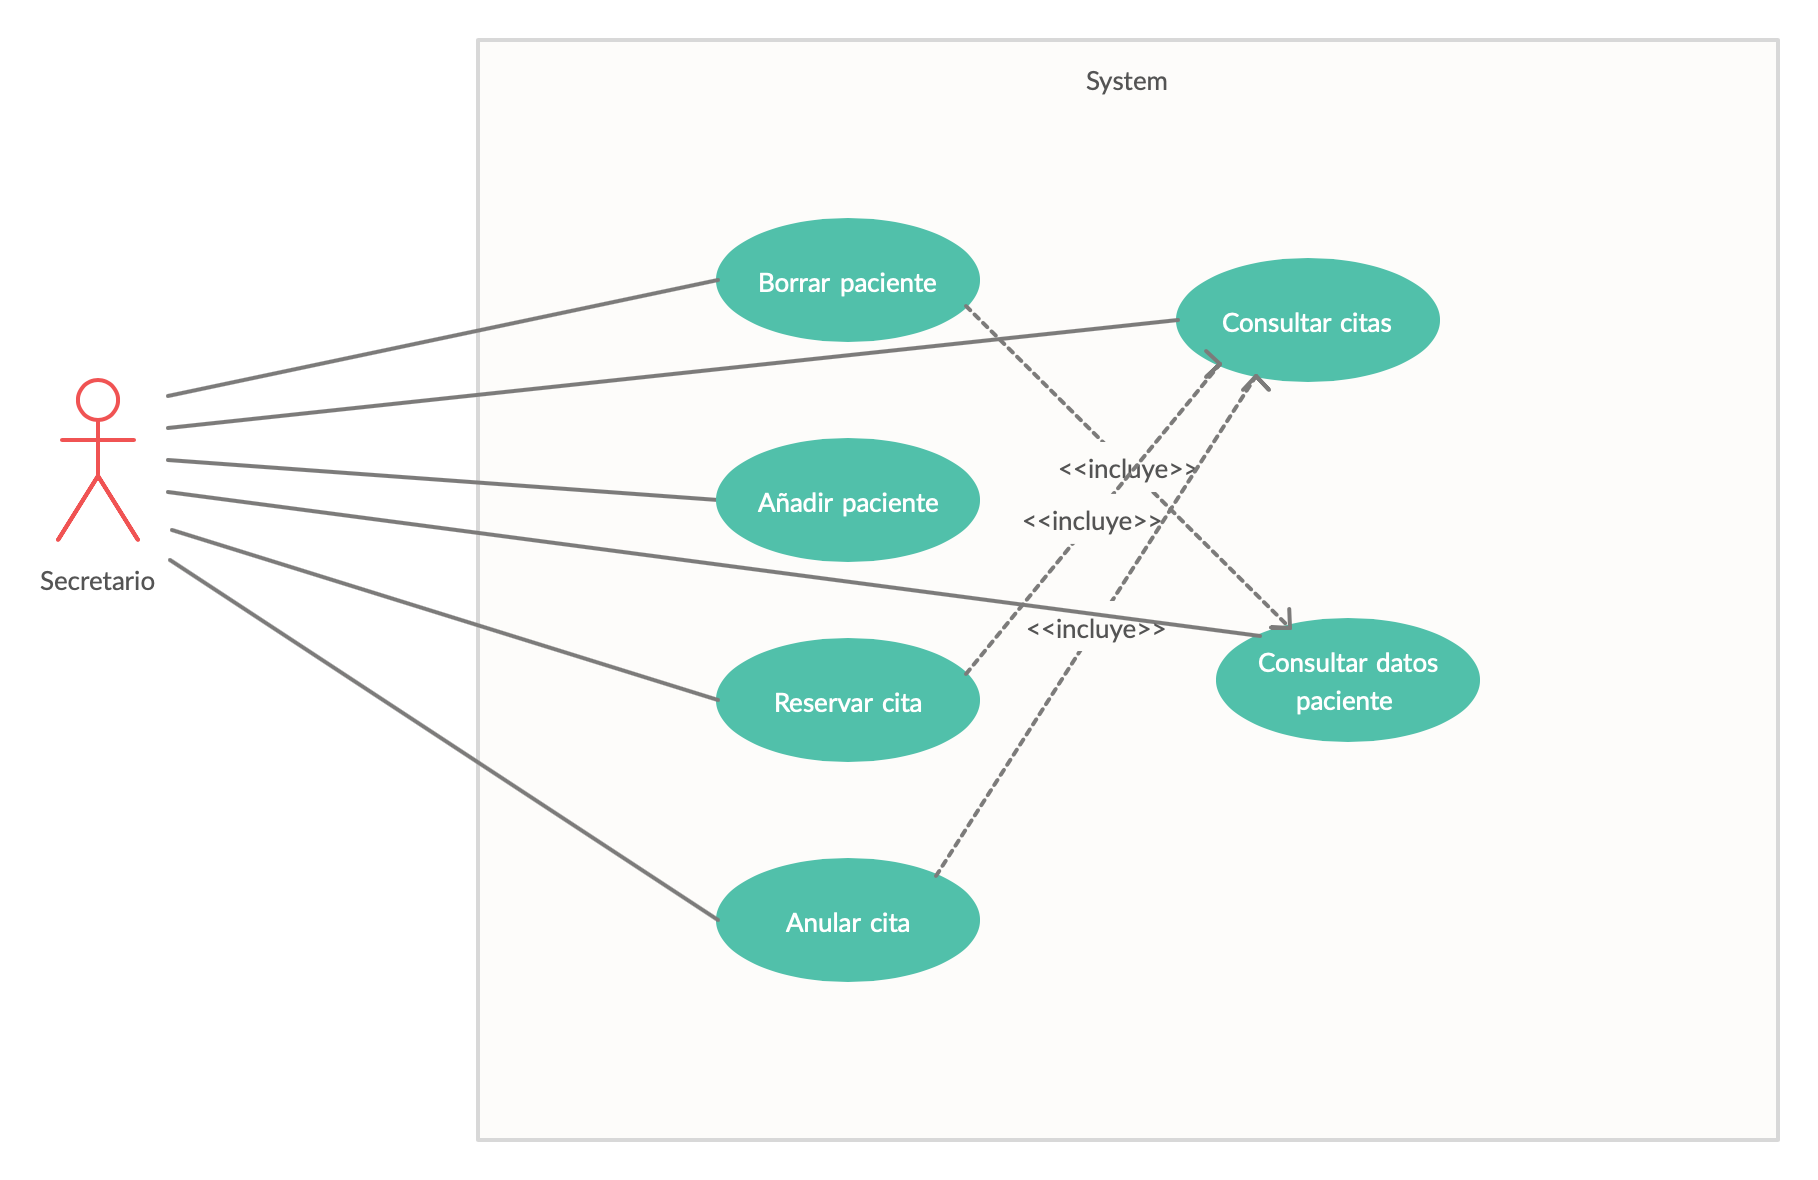 System
Borrar paciente
Consultar citas
<<incluye>>
Añadir paciente
<<incluye>>
Secretario
<<incluye>>
Consultar datos
paciente
Reservar cita
Anular cita